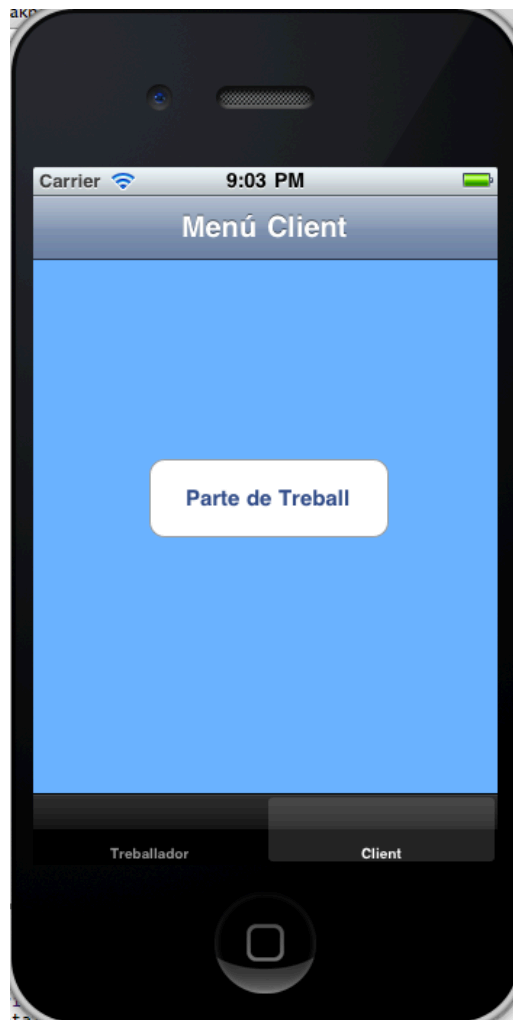 Carrier 9:03 PM
Menú Client
Parte de Treball
Treballador Client